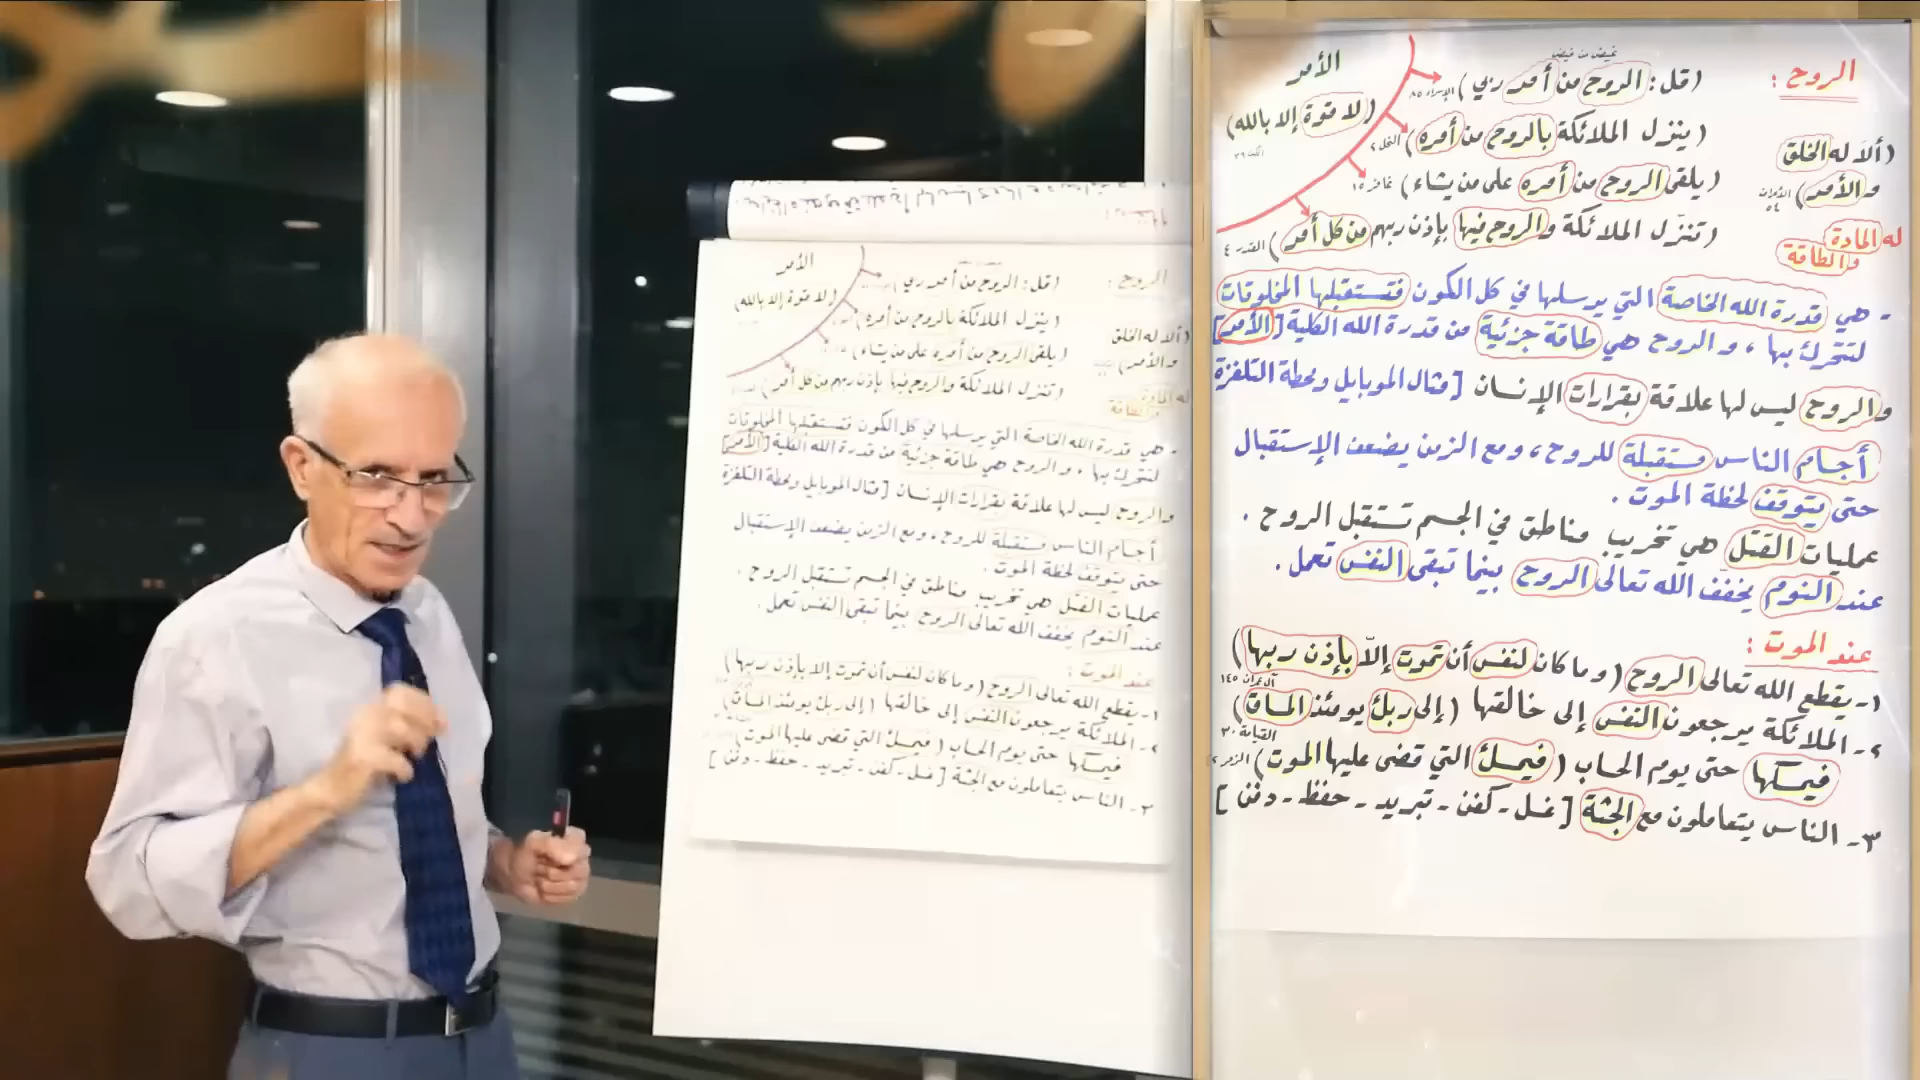 الروح :
غيض من فيض
(قل: الروح من أمر ربي) الإسراء ٨٥
الأمر
(لا قوة إلا بالله)
الكهف ٣٩
(ينزل الملائكة بالروح من أمره) النحل ٢
(ألا له الخلق
والأمر)
٥٤
(يلقي الروح من أمره على من يشاء) غافر ١٥
(تنزّل الملائكة والروح فيها بإذن ربهم من كل أمر) القدر ٤
له المادة
والطاقة
- هي قدرة الله الخاصة التي يرسلها في كل الكون فتستقبلها المخلوقات
لتتحرك بها ، والروح هي طاقة جزئية من قدرة الله الكلية [الأمر]
والروح ليس لها علاقة بقرارات الإنسان [مثال الموبايل ومحطة التلفزة
أجسام الناس مستقبلة للروح ، ومع الزمن يضعف الإستقبال
حتى يتوقف لحظة الموت .
عمليات القتل هي تخريب مناطق في الجسم تستقبل الروح .
عند النوم يخفف الله تعالى الروح بينما تبقى النفس تعمل .
عند الموت :
١- يقطع الله تعالى الروح (وما كان لنفس أن تموت إلاّ بإذن ربها)
آل عمران ١٤٥
٢- الملائكة يرجعون النفس إلى خالقها (إلى ربك يومئذ المساق)
القيامة ٣٠
فيمسكها حتى يوم الحساب (فيمسك التي قضى عليها الموت) الزمر
٣- الناس يتعاملون مع الجثة [غسل - كفن - تبريد - حفظ - دفن]